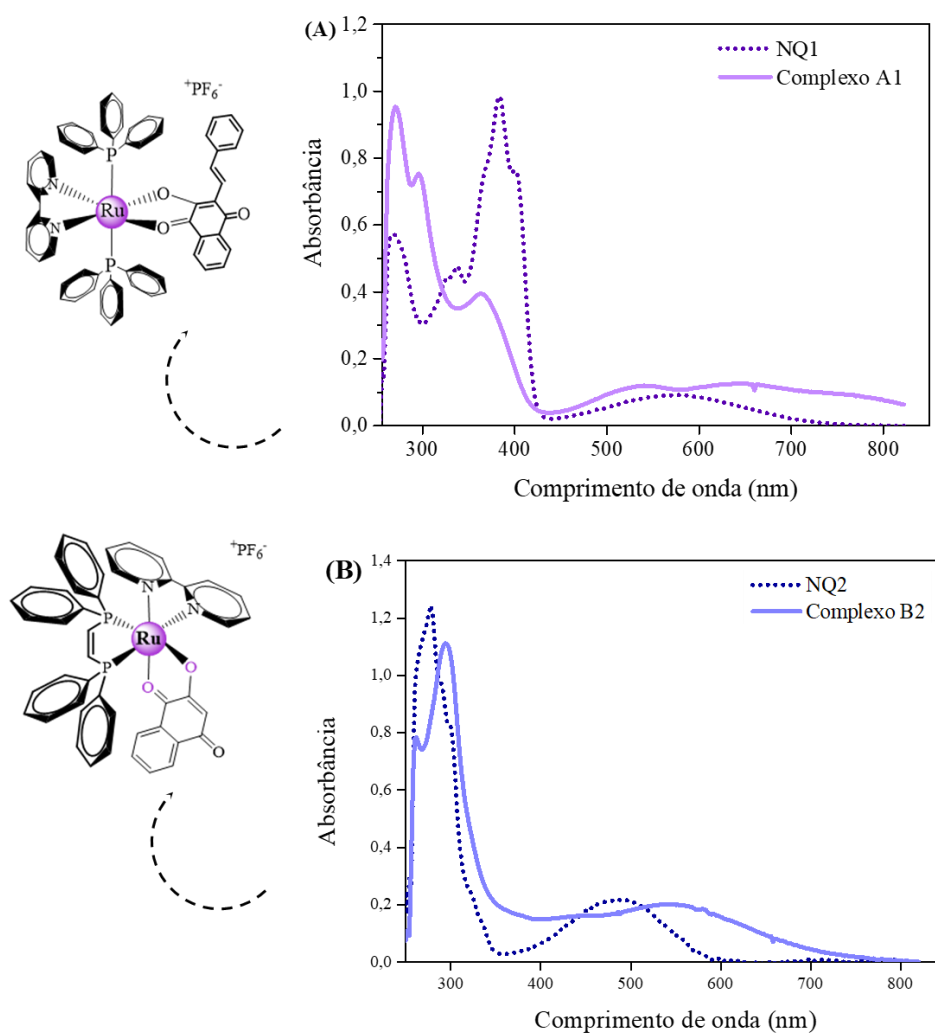 (A)
1,2
NQ1
Complexo A1
1,0
0,8
0,6
0,4
0,2
0,0
Absorbância
300 400 500 600 700 800
Comprimento de onda (nm)
⁺PF₆⁻
P
N
N
Ru
O
O
O
P
(B)
1,4
NQ2
Complexo B2
1,2
1,0
0,8
0,6
0,4
0,2
0,0
Absorbância
300 400 500 600 700 800
Comprimento de onda (nm)
⁺PF₆⁻
N
N
P
Ru
P
O
O
O